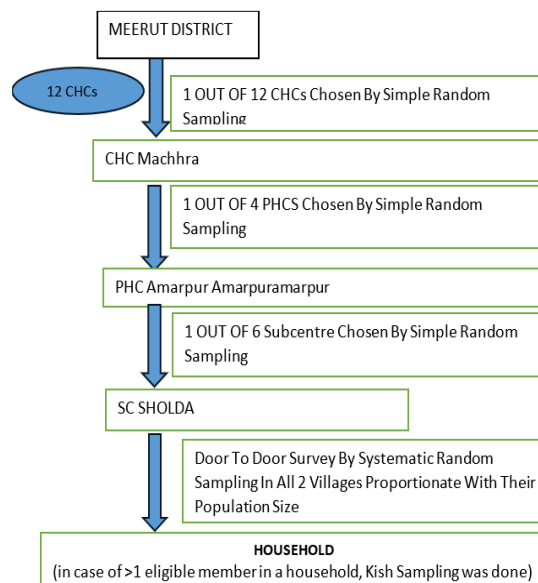 MEERUT DISTRICT
12 CHCs
1 OUT OF 12 CHCs Chosen By Simple Random
Sampling
CHC Machhra
1 OUT OF 4 PHCS Chosen By Simple Random
Sampling
PHC Amarpur Amarpuramarpur
1 OUT OF 6 Subcentre Chosen By Simple Random
Sampling
SC SHOLDA
Door To Door Survey By Systematic Random
Sampling In All 2 Villages Proportionate With Their
Population Size
HOUSEHOLD
(in case of >1 eligible member in a household, Kish Sampling was done)